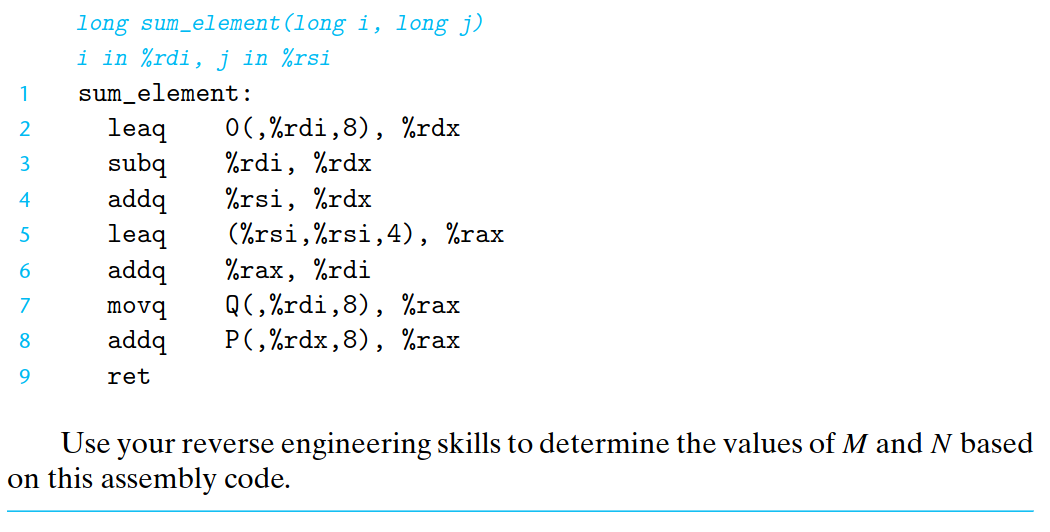 long sum_element(long i, long j)
i in %rdi, j in %rsi
1 sum_element:
2 leaq 0(,%rdi,8), %rdx
3 subq %rdi, %rdx
4 addq %rsi, %rdx
5 leaq (%rsi,%rsi,4), %rax
6 addq %rax, %rdi
7 movq Q(,%rdi,8), %rax
8 addq P(,%rdx,8), %rax
9 ret
Use your reverse engineering skills to determine the values of M and N based
on this assembly code.